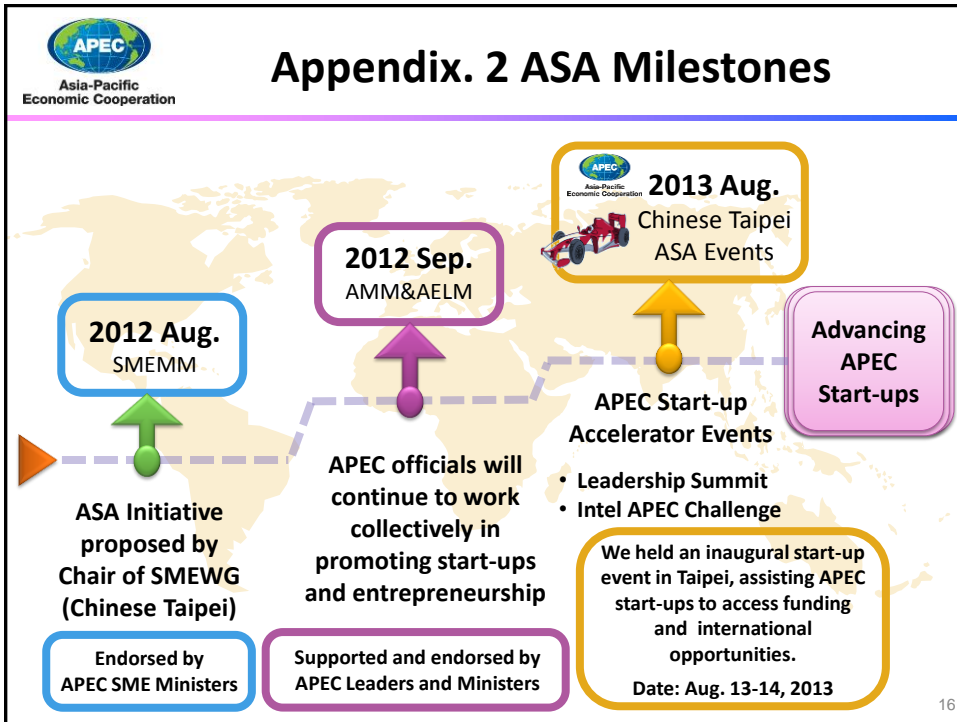 APEC
Asia-Pacific
Economic Cooperation
Appendix. 2 ASA Milestones
2012 Aug.
SMEMM
ASA Initiative
proposed by
Chair of SMEWG
(Chinese Taipei)
Endorsed by
APEC SME Ministers
2012 Sep.
AMM&AELM
APEC officials will
continue to work
collectively in
promoting start-ups
and entrepreneurship
Supported and endorsed by
APEC Leaders and Ministers
APEC
Asia-Pacific
Economic Cooperation
2013 Aug.
Chinese Taipei
ASA Events
APEC Start-up
Accelerator Events
• Leadership Summit
• Intel APEC Challenge
We held an inaugural start-up
event in Taipei, assisting APEC
start-ups to access funding
and international
opportunities.
Date: Aug. 13-14, 2013
Advancing
APEC
Start-ups
16